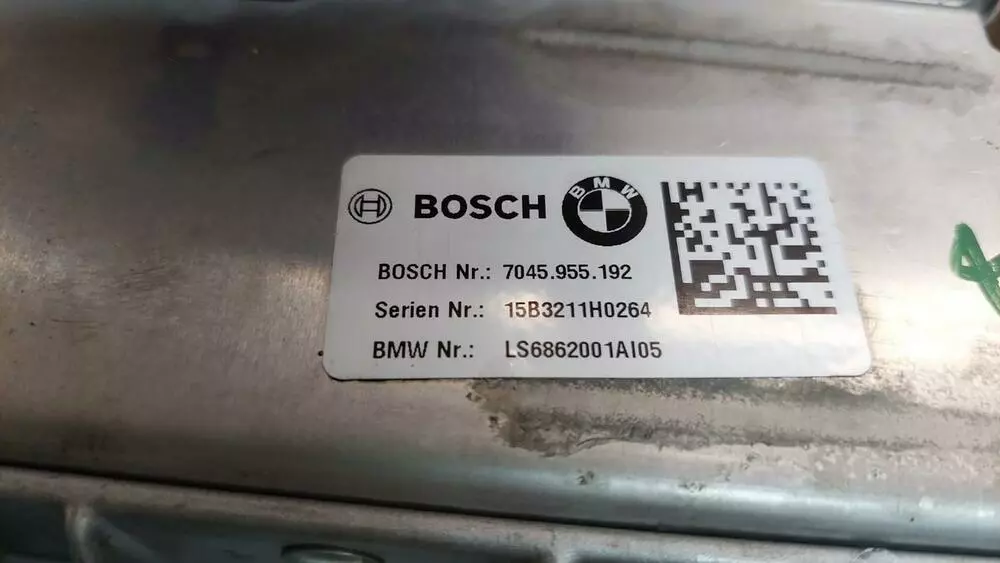 BOSCH BMW
BOSCH Nr.: 7045.955.192
Serien Nr.: 15B3211H0264
BMW Nr.: LS6862001AI05